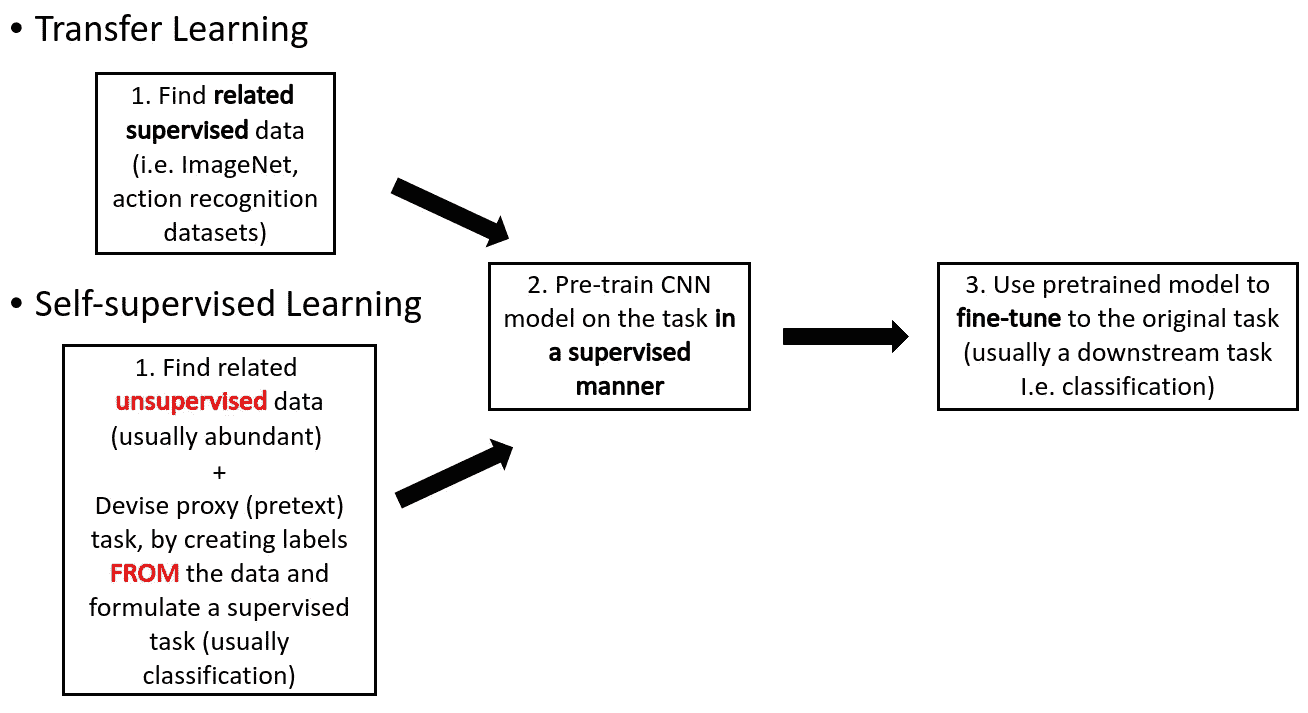 • Transfer Learning
1. Find related
supervised data
(i.e. ImageNet,
action recognition
datasets)
• Self-supervised Learning
1. Find related
unsupervised data
(usually abundant)
+
Devise proxy (pretext)
task, by creating labels
FROM the data and
formulate a supervised
task (usually
classification)
2. Pre-train CNN
model on the task in
a supervised
manner
3. Use pretrained model to
fine-tune to the original task
(usually a downstream task
I.e. classification)